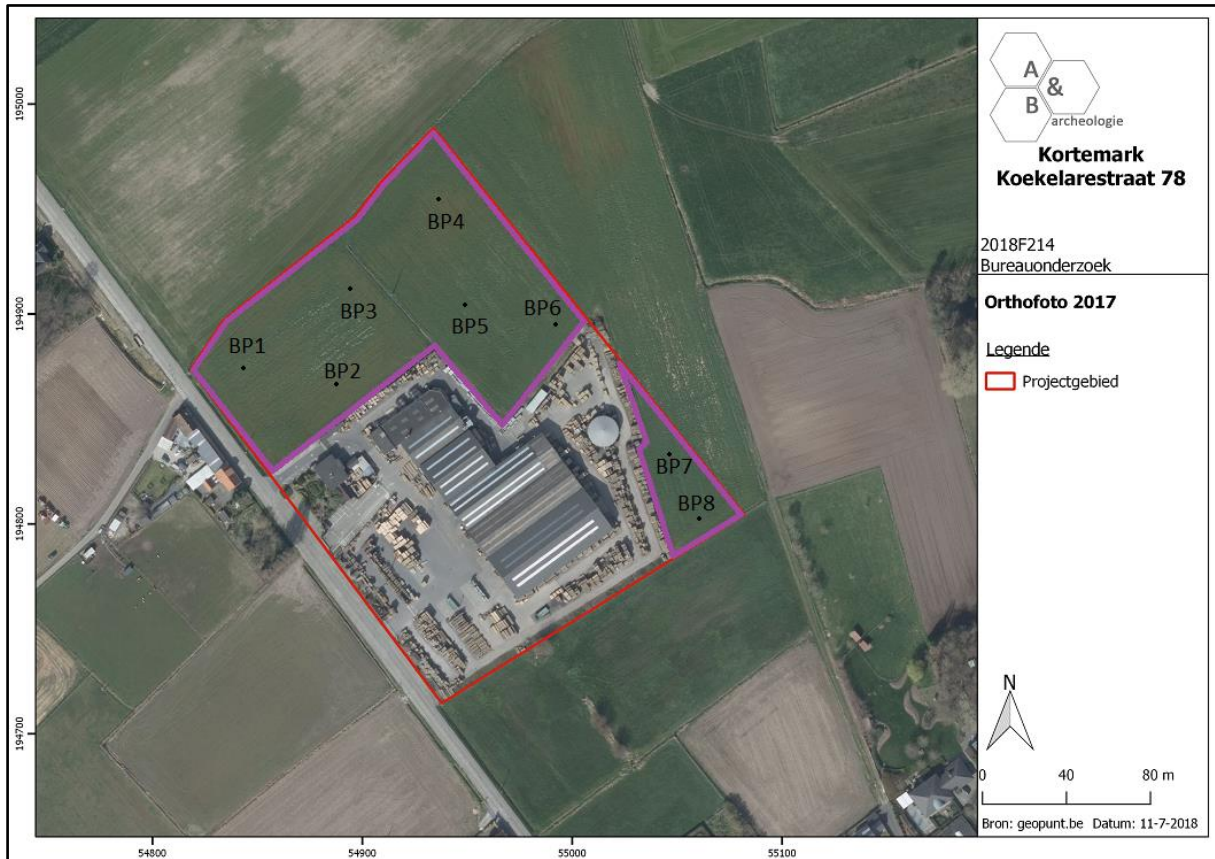 195000
194900
194800
194700
54800
54900
55000
55100
BP4
BP3
BP6
BP5
BP1
BP2
BP7
BP8
A
&
B
archeologie
Kortemark
Koekelarestraat 78
2018F214
Bureauonderzoek
Orthofoto 2017
Legende
Projectgebied
N
0 40 80 m
Bron: geopunt.be Datum: 11-7-2018